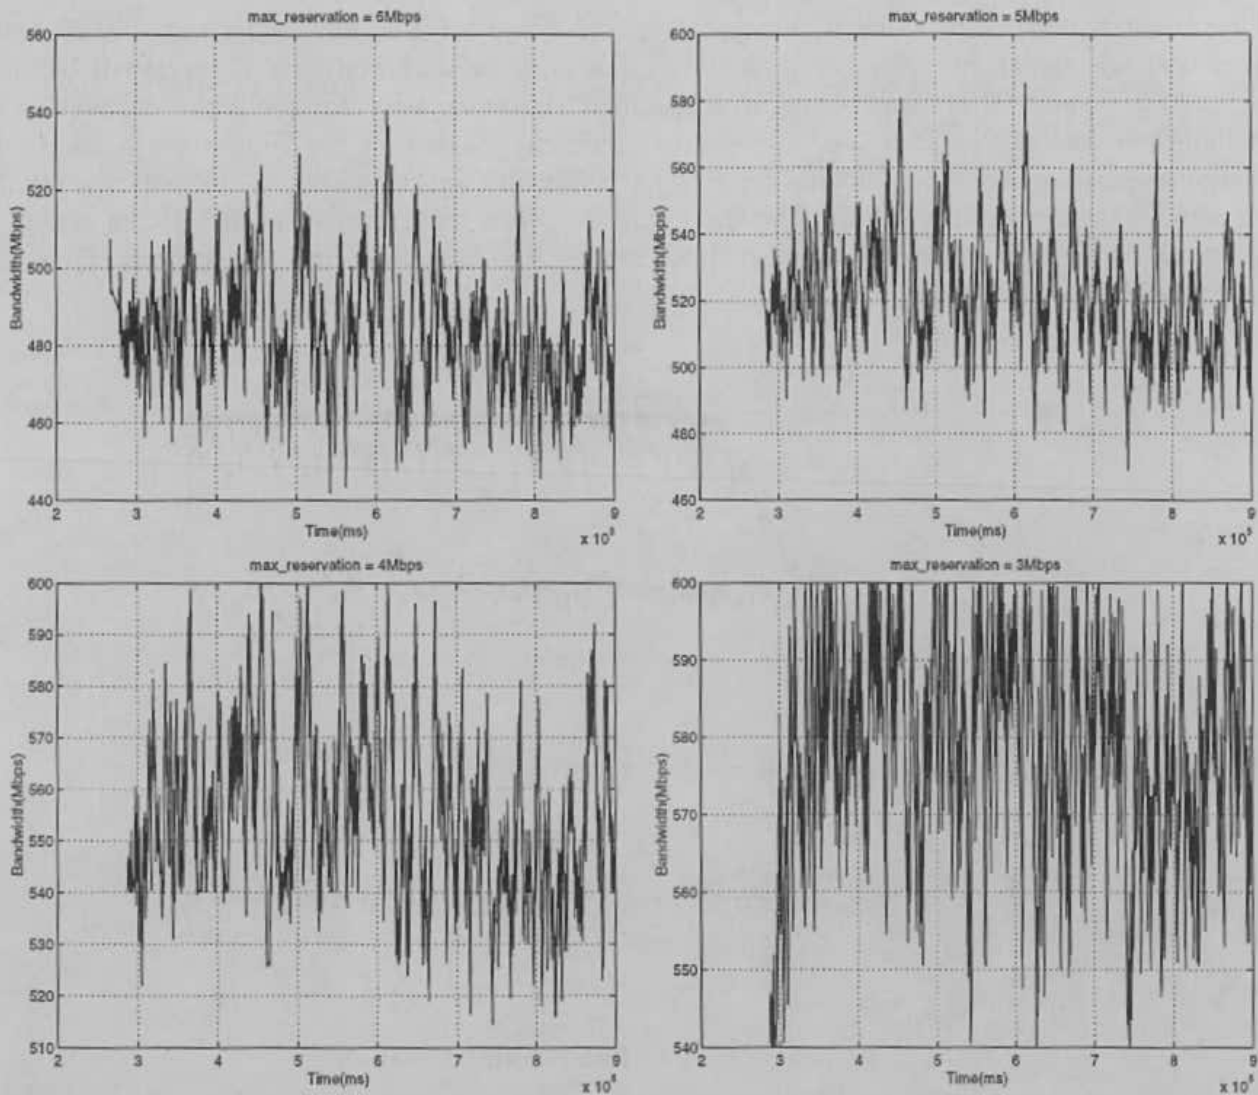 max_reservation = 6Mbps
560
540
520
500
480
460
440
Bandwidth(Mbps)
2 3 4 5 6 7 8 9
Time(ms)
x 10⁵
max_reservation = 5Mbps
600
580
560
540
520
500
480
460
Bandwidth(Mbps)
2 3 4 5 6 7 8 9
Time(ms)
x 10⁵
max_reservation = 4Mbps
600
590
580
570
560
550
540
530
520
510
Bandwidth(Mbps)
2 3 4 5 6 7 8 9
Time(ms)
x 10⁵
max_reservation = 3Mbps
600
590
580
570
560
550
540
Bandwidth(Mbps)
2 3 4 5 6 7 8 9
Time(ms)
x 10⁵